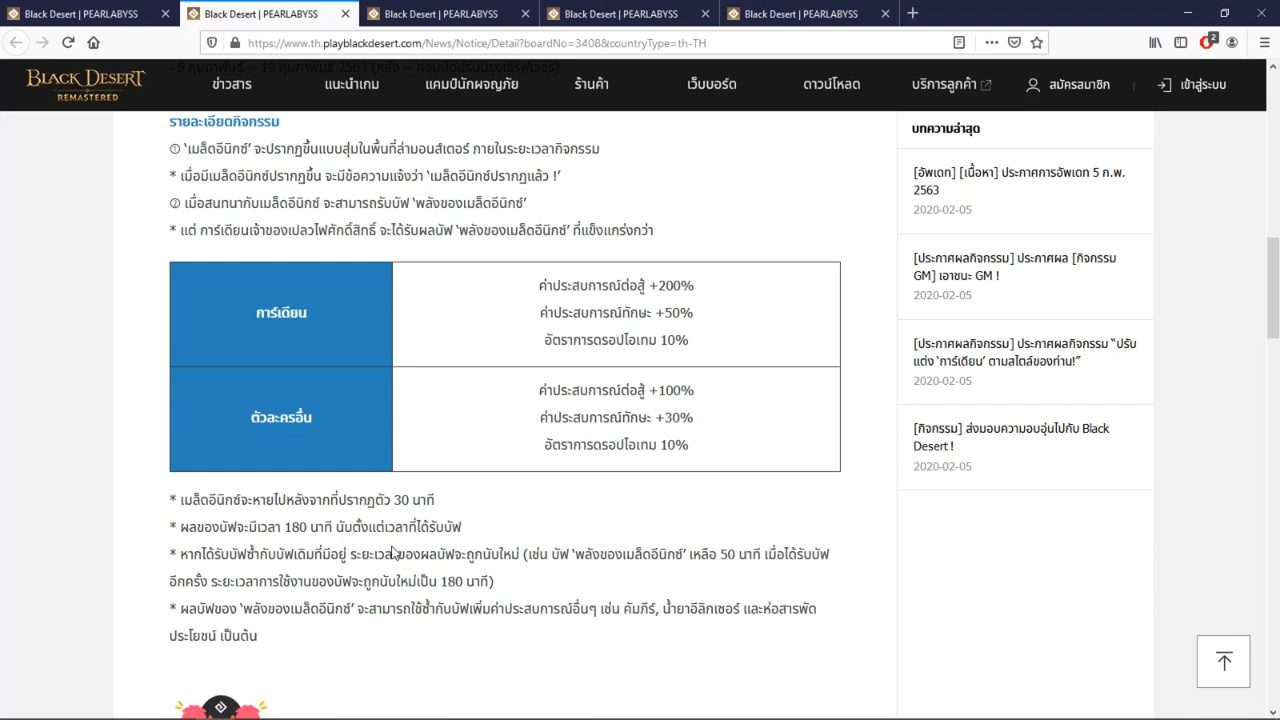 Black Desert | PEARLABYSS
Black Desert | PEARLABYSS
Black Desert | PEARLABYSS
Black Desert | PEARLABYSS
Black Desert | PEARLABYSS
https://www.th.playblackdesert.com/News/Notice/Detail?boardNo=3408&countryType=th-TH
2
- 5 กุมภาพันธ์ ~ 19 กุมภาพันธ์ 2563 (หลัง ~ ก่อนปิดปรับปรุงเซิร์ฟเวอร์)
BLACK DESERT
REMASTERED
ข่าวสาร
แนะนำเกม
แคมป์นักผจญภัย
ร้านค้า
เว็บบอร์ด
ดาวน์โหลด
บริการลูกค้า
สมัครสมาชิก
เข้าสู่ระบบ
รายละเอียดกิจกรรม
① ‘เมล็ดอีนิกซ์’ จะปรากฏขึ้นแบบสุ่มในพื้นที่ล่ามอนส์เตอร์ ภายในระยะเวลากิจกรรม
* เมื่อมีเมล็ดอีนิกซ์ปรากฏขึ้น จะมีข้อความแจ้งว่า ‘เมล็ดอีนิกซ์ปรากฏแล้ว !’
② เมื่อสนทนากับเมล็ดอีนิกซ์ จะสามารถรับบัฟ ‘พลังของเมล็ดอีนิกซ์’
* แต่ การ์เดียนเจ้าของเปลวไฟศักดิ์สิทธิ์ จะได้รับผลบัฟ ‘พลังของเมล็ดอีนิกซ์’ ที่แข็งแกร่งกว่า
การ์เดียน
ค่าประสบการณ์ต่อสู้ +200%
ค่าประสบการณ์ทักษะ +50%
อัตราการดรอปไอเทม 10%
ตัวละครอื่น
ค่าประสบการณ์ต่อสู้ +100%
ค่าประสบการณ์ทักษะ +30%
อัตราการดรอปไอเทม 10%
* เมล็ดอีนิกซ์จะหายไปหลังจากที่ปรากฏตัว 30 นาที
* ผลของบัฟจะมีเวลา 180 นาที นับตั้งแต่เวลาที่ได้รับบัฟ
* หากได้รับบัฟซ้ำกับบัฟเดิมที่มีอยู่ ระยะเวลาของผลบัฟจะถูกนับใหม่ (เช่น บัฟ ‘พลังของเมล็ดอีนิกซ์’ เหลือ 50 นาที เมื่อได้รับบัฟ
อีกครั้ง ระยะเวลาการใช้งานของบัฟจะถูกนับใหม่เป็น 180 นาที)
* ผลบัฟของ ‘พลังของเมล็ดอีนิกซ์’ จะสามารถใช้ซ้ำกับบัฟเพิ่มค่าประสบการณ์อื่นๆ เช่น คัมภีร์, น้ำยาอีลิกเซอร์ และห่อสารพัด
ประโยชน์ เป็นต้น
บทความล่าสุด
[อัพเดท] [เนื้อหา] ประกาศการอัพเดท 5 ก.พ.
2563
2020-02-05
[ประกาศผลกิจกรรม] ประกาศผล [กิจกรรม
GM] เอาชนะ GM !
2020-02-05
[ประกาศผลกิจกรรม] ประกาศผลกิจกรรม “ปรับ
แต่ง ‘การ์เดียน’ ตามสไตล์ของท่าน!”
2020-02-05
[กิจกรรม] ส่งมอบความอบอุ่นไปกับ Black
Desert !
2020-02-05